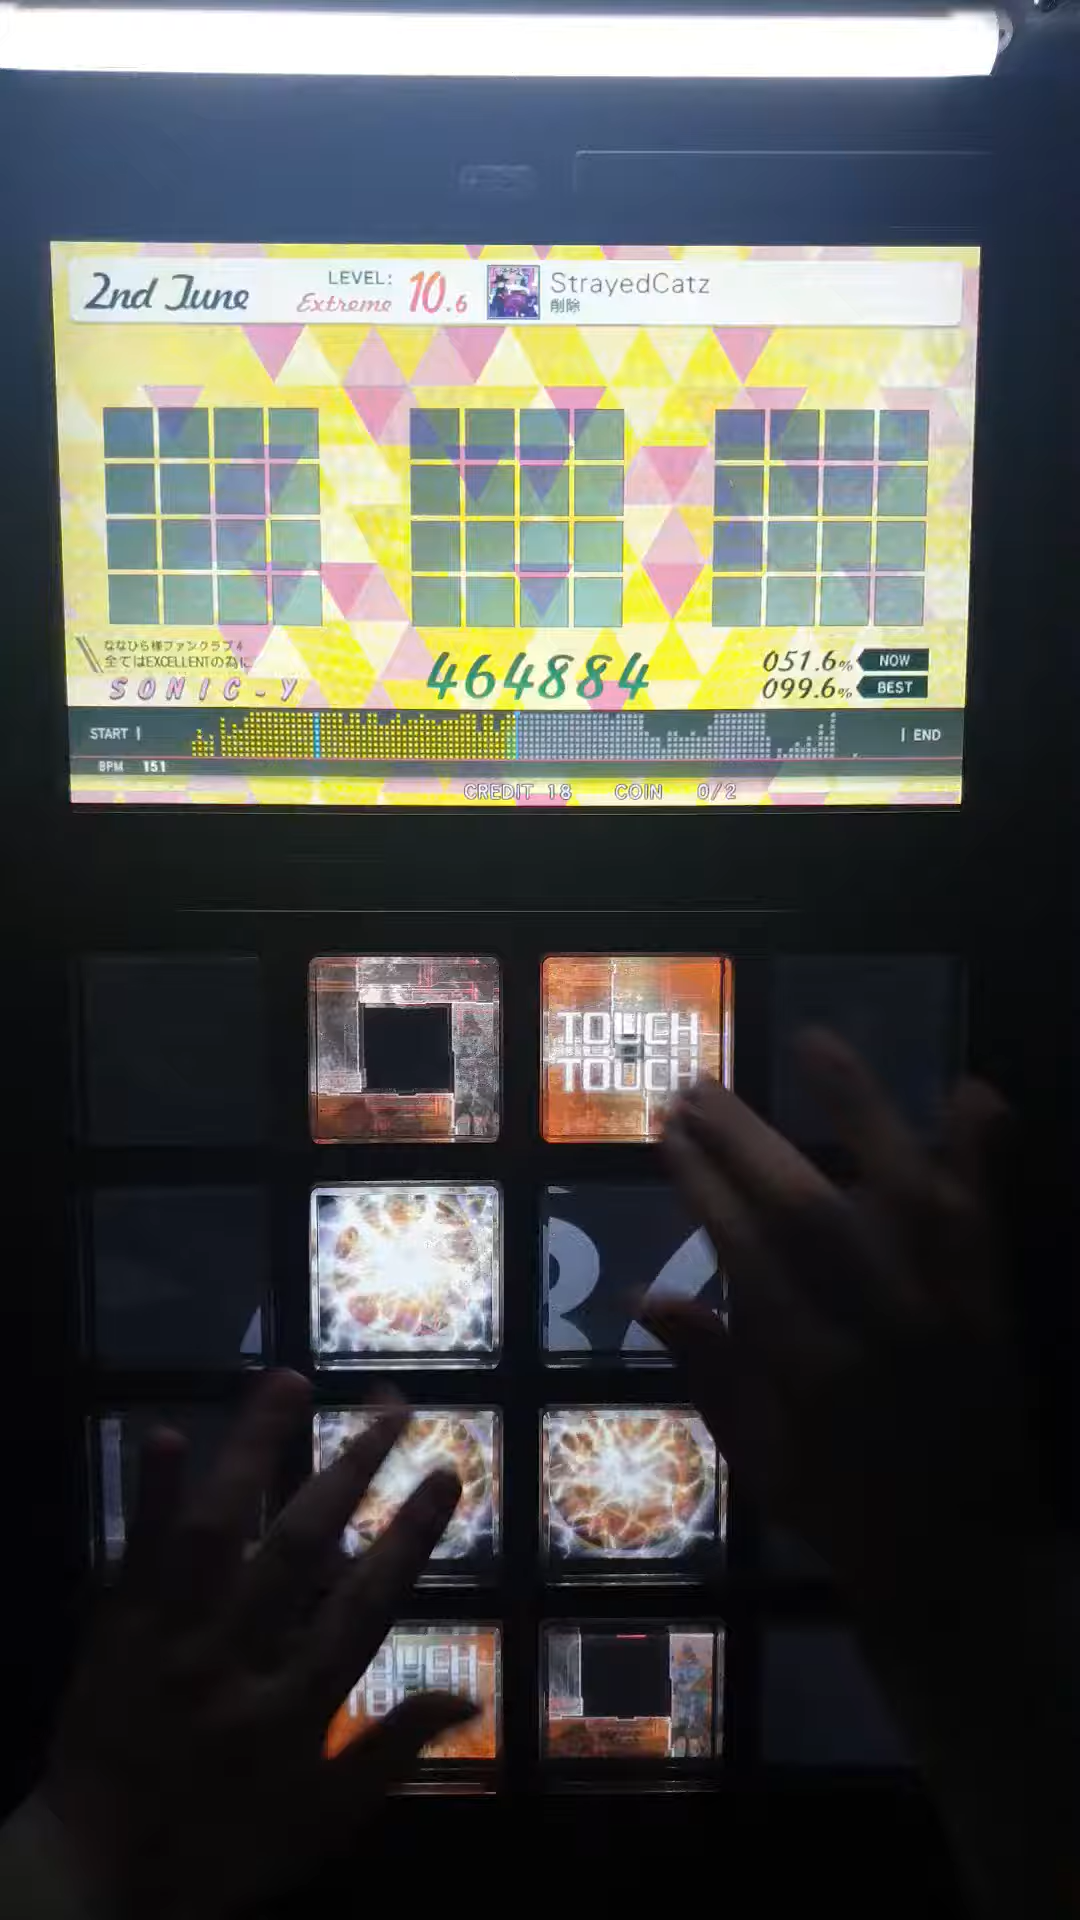 2nd June
LEVEL:
Extreme 10.6
StrayedCatz
削除
ななひら様ファンクラブ4
全てはEXCELLENTの為に
SONIC-Y
464884
051.6% NOW
099.6% BEST
START
END
BPM 151
CREDIT 18 COIN 0/2
TOUCH
TOUCH
TOUCH
TOUCH